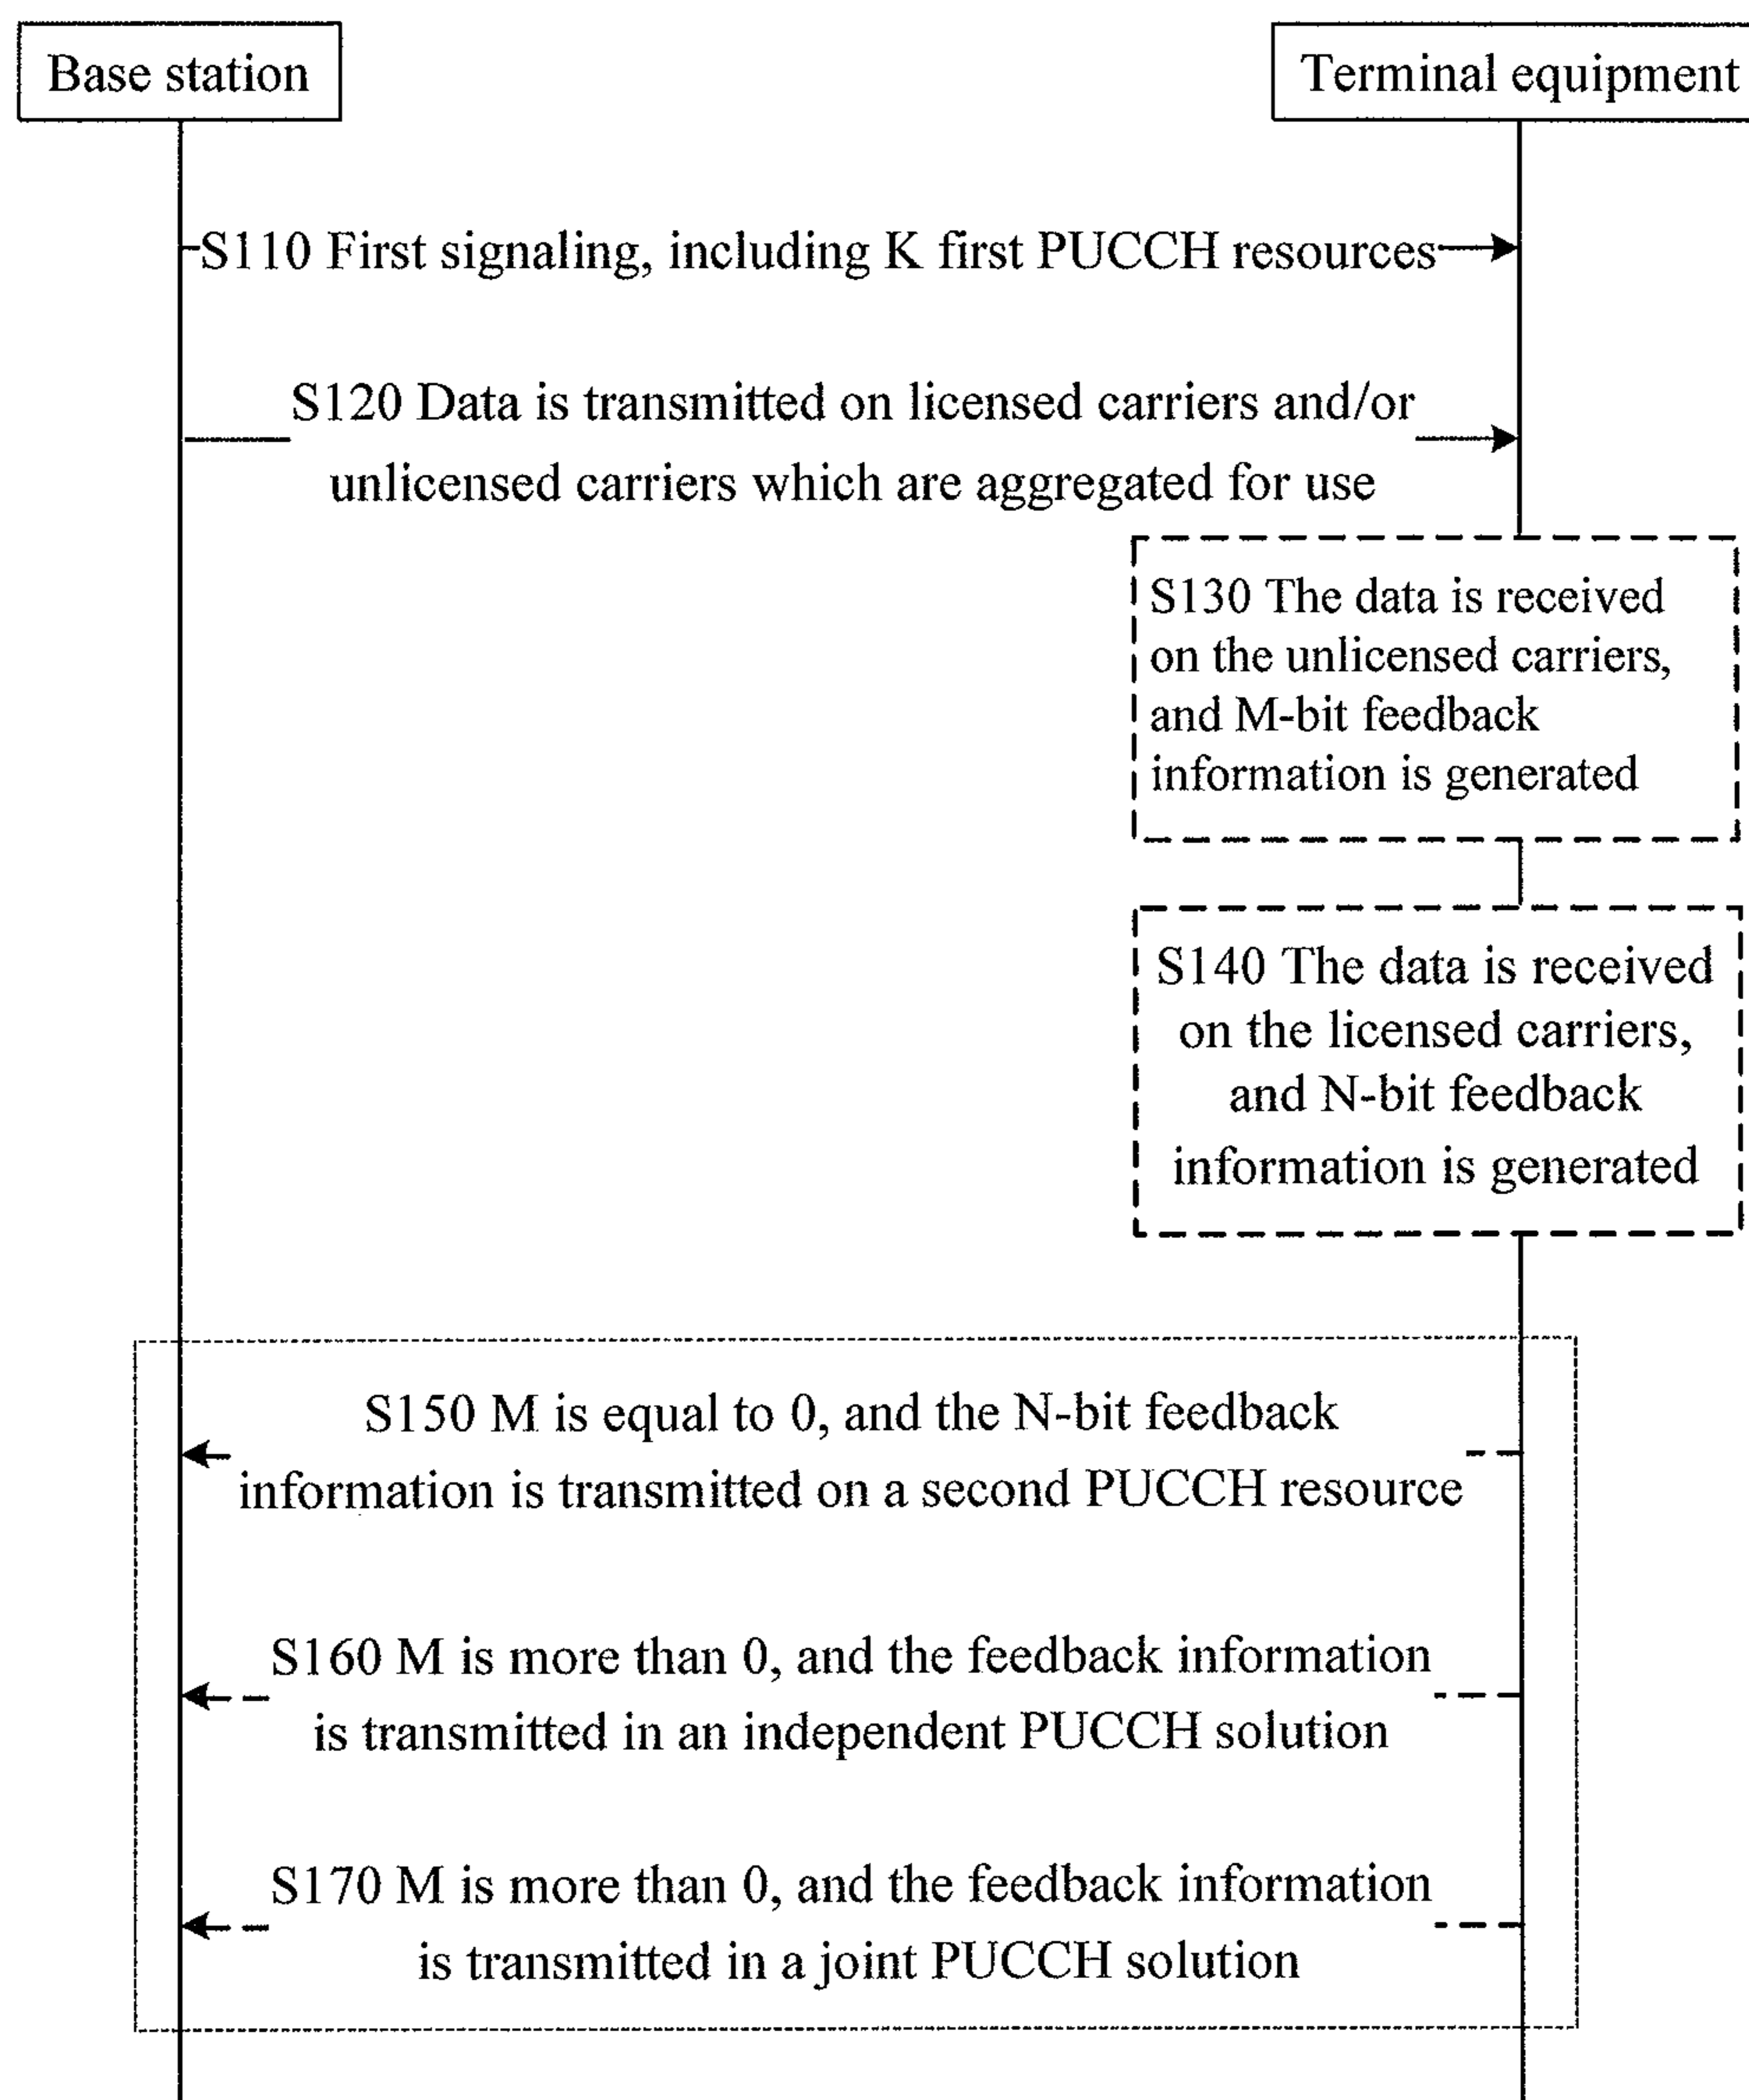 Base station
Terminal equipment
S110 First signaling, including K first PUCCH resources
S120 Data is transmitted on licensed carriers and/or
unlicensed carriers which are aggregated for use
S130 The data is received
on the unlicensed carriers,
and M-bit feedback
information is generated
S140 The data is received
on the licensed carriers,
and N-bit feedback
information is generated
S150 M is equal to 0, and the N-bit feedback
information is transmitted on a second PUCCH resource
S160 M is more than 0, and the feedback information
is transmitted in an independent PUCCH solution
S170 M is more than 0, and the feedback information
is transmitted in a joint PUCCH solution